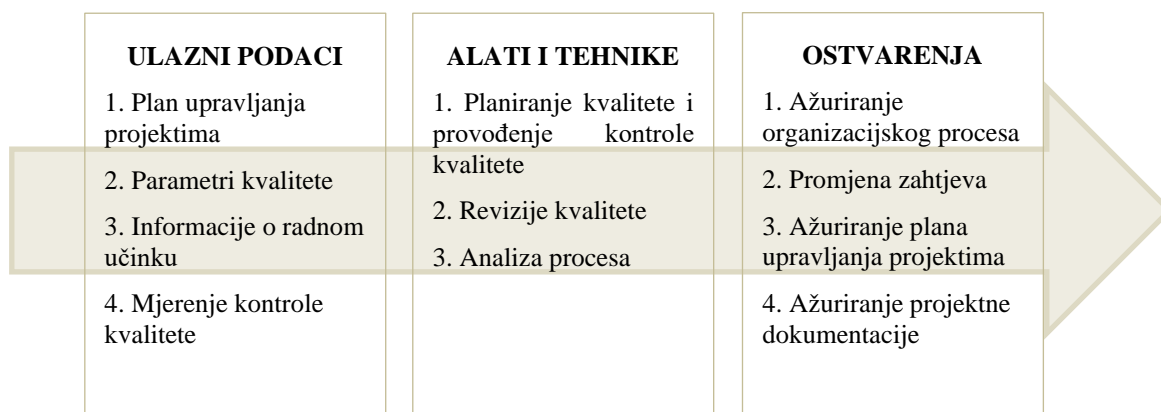 ULAZNI PODACI
1. Plan upravljanja
projektima
2. Parametri kvalitete
3. Informacije o radnom
učinku
4. Mjerenje kontrole
kvalitete
ALATI I TEHNIKE
1. Planiranje kvalitete i
provođenje kontrole
kvalitete
2. Revizije kvalitete
3. Analiza procesa
OSTVARENJA
1. Ažuriranje
organizacijskog procesa
2. Promjena zahtjeva
3. Ažuriranje plana
upravljanja projektima
4. Ažuriranje projektne
dokumentacije